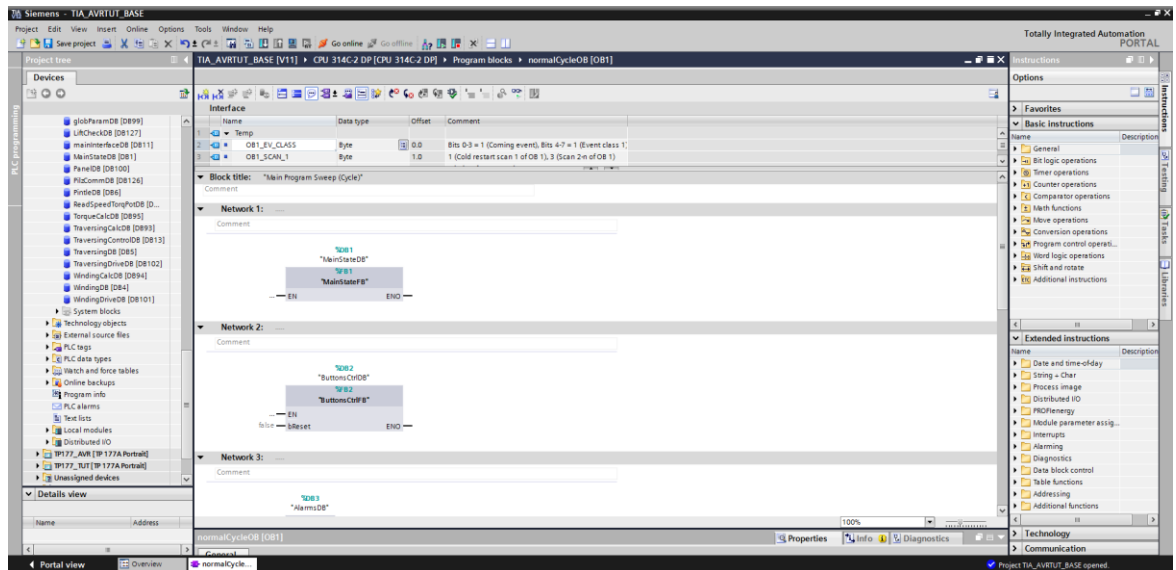 Siemens - TIA_AVRTUT_BASE
Project Edit View Insert Online Options Tools Window Help
Totally Integrated Automation
PORTAL
Save project Go online Go offline
Project tree
TIA_AVRTUT_BASE [V11] CPU 314C-2 DP [CPU 314C-2 DP] Program blocks normalCycleOB [OB1]
Instructions
Devices
Options
PLC programming
globParamDB [DB99]
LiftCheckDB [DB127]
mainInterfaceDB [DB11]
MainStateDB [DB1]
PanelDB [DB100]
PilzCommDB [DB126]
PintleDB [DB6]
ReadSpeedTorqPotDB [D...
TorqueCalcDB [DB95]
TraversingCalcDB [DB93]
TraversingControlDB [DB13]
TraversingDB [DB5]
TraversingDriveDB [DB102]
WindingCalcDB [DB94]
WindingDB [DB4]
WindingDriveDB [DB101]
System blocks
Technology objects
External source files
PLC tags
PLC data types
Watch and force tables
Online backups
Program info
PLC alarms
Text lists
Local modules
Distributed I/O
TP177_AVR [TP 177A Portrait]
TP177_TUT [TP 177A Portrait]
Unassigned devices
Details view
Name Address
Interface
Name Data type Offset Comment
1 Temp
2 OB1_EV_CLASS Byte 0.0 Bits 0-3 = 1 (Coming event), Bits 4-7 = 1 (Event class 1)
3 OB1_SCAN_1 Byte 1.0 1 (Cold restart scan 1 of OB 1), 3 (Scan 2-n of OB 1)
Block title: "Main Program Sweep (Cycle)"
Comment
Network 1: ....
Comment
%DB1
"MainStateDB"
%FB1
"MainStateFB"
... EN ENO
Network 2: ....
Comment
%DB2
"ButtonsCtrlDB"
%FB2
"ButtonsCtrlFB"
... EN
false bReset ENO
Network 3: ....
Comment
%DB3
"AlarmsDB"
100%
normalCycleOB [OB1]
Properties Info Diagnostics
General
Favorites
Basic instructions
Name Description
General
Bit logic operations
Timer operations
Counter operations
Comparator operations
Math functions
Move operations
Conversion operations
Program control operati...
Word logic operations
Shift and rotate
Additional instructions
Extended instructions
Name Description
Date and time-of-day
String + Char
Process image
Distributed I/O
PROFIenergy
Module parameter assig...
Interrupts
Alarming
Diagnostics
Data block control
Table functions
Addressing
Additional functions
Technology
Communication
Instructions
Testing
Tasks
Libraries
Portal view Overview normalCycle...
Project TIA_AVRTUT_BASE opened.